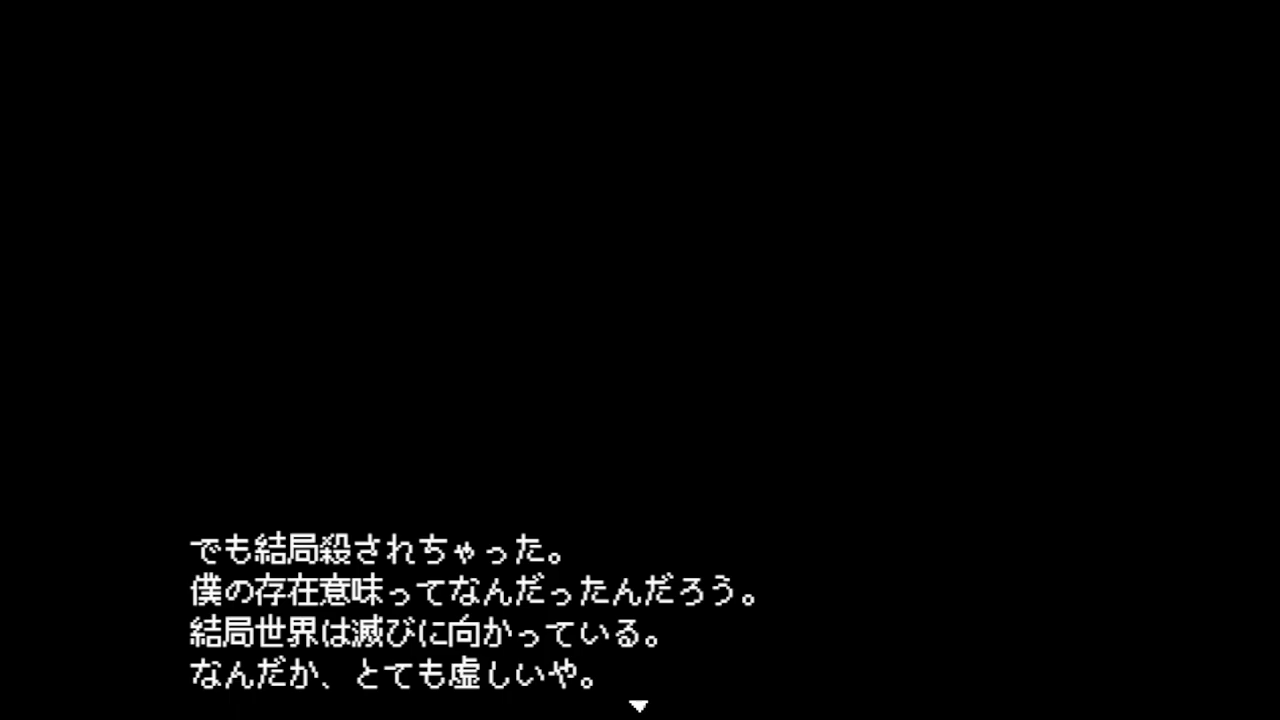 でも結局殺されちゃった。
僕の存在意味ってなんだったんだろう。
結局世界は滅びに向かっている。
なんだか、とても虚しいや。